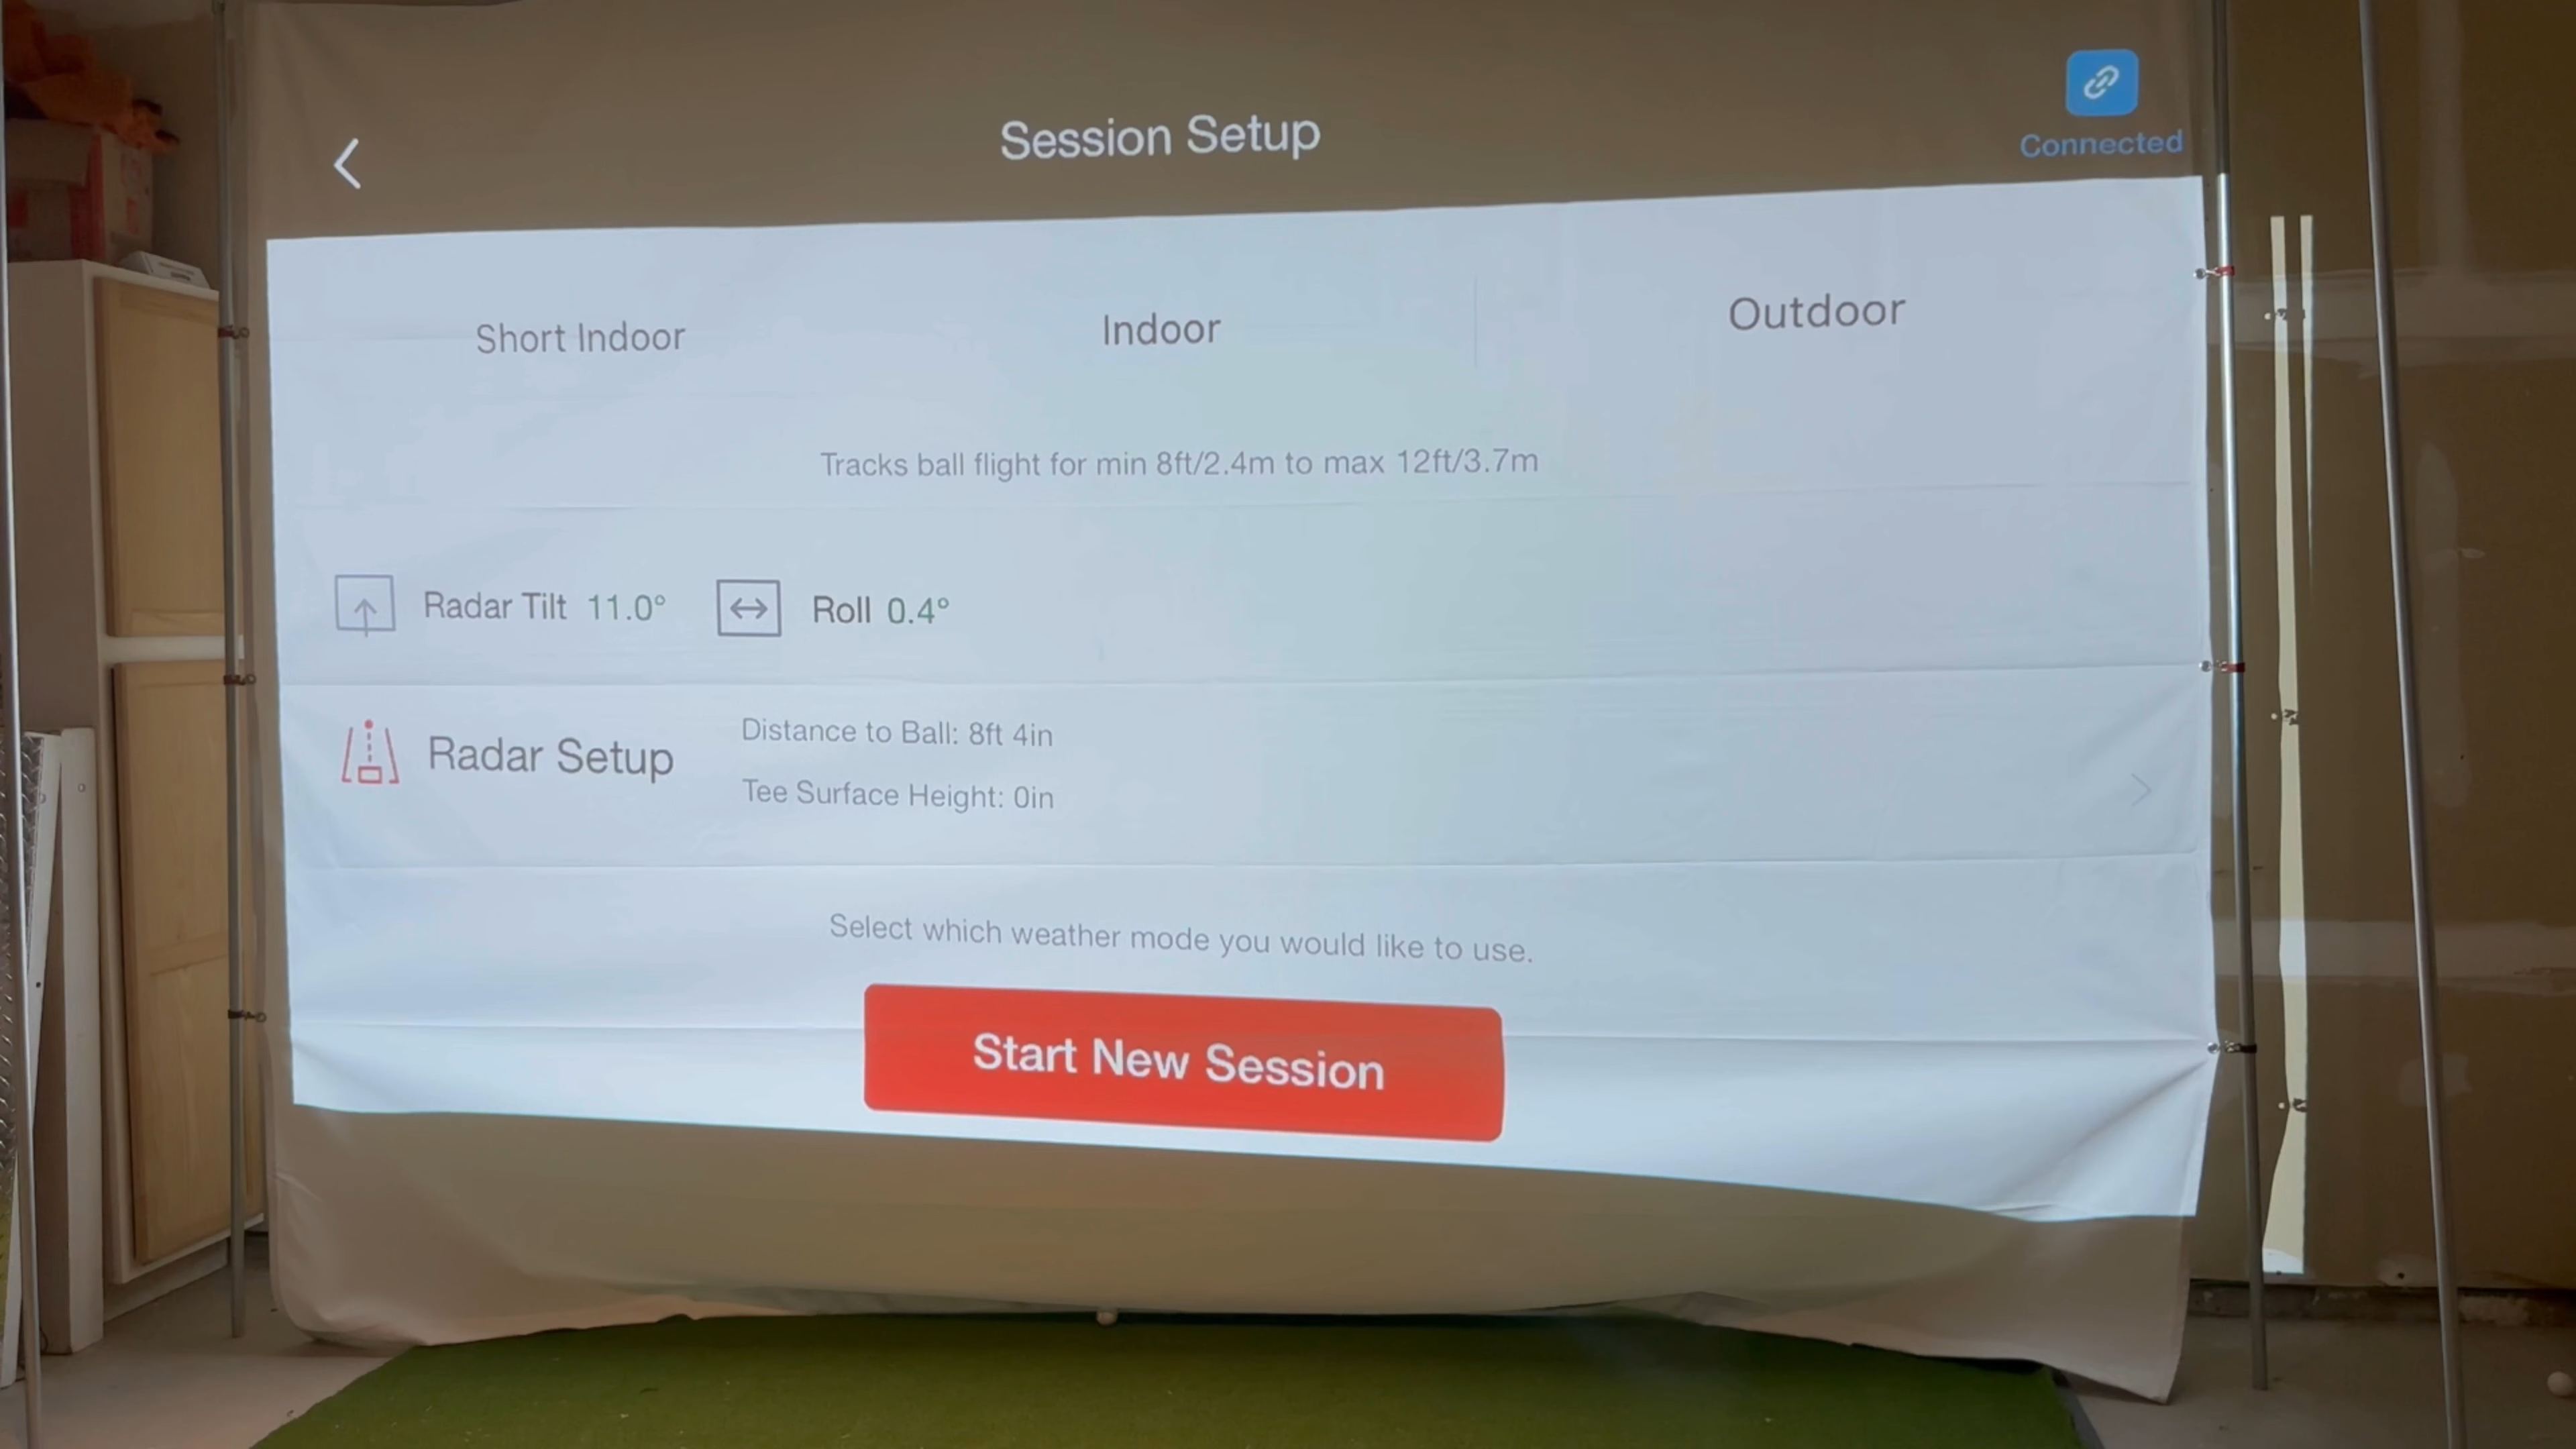 Session Setup
Connected
Short Indoor
Indoor
Outdoor
Tracks ball flight for min 8ft/2.4m to max 12ft/3.7m
Radar Tilt 11.0°
Roll 0.4°
Radar Setup
Distance to Ball: 8ft 4in
Tee Surface Height: 0in
Select which weather mode you would like to use.
Start New Session